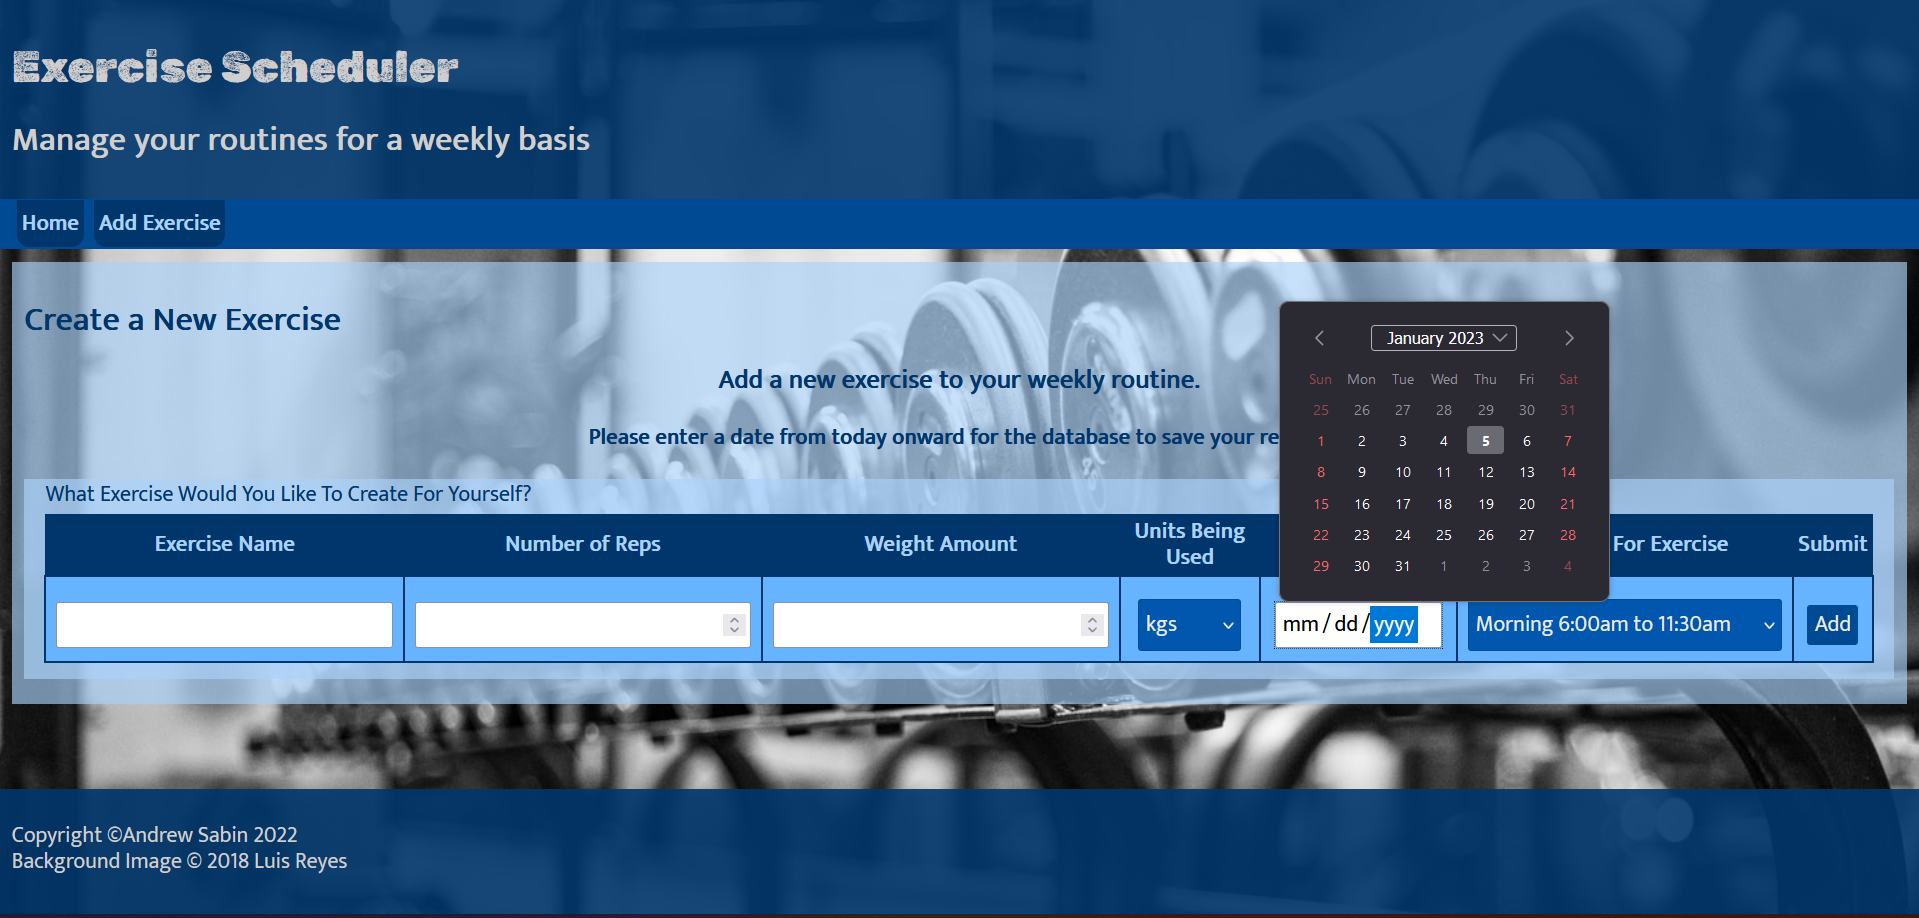 Exercise Scheduler
Manage your routines for a weekly basis
Home Add Exercise
Create a New Exercise
Add a new exercise to your weekly routine.
Please enter a date from today onward for the database to save your
What Exercise Would You Like To Create For Yourself?
Exercise Name Number of Reps Weight Amount Units Being Used For Exercise Submit
kgs mm/dd/yyyy Morning 6:00am to 11:30am Add
January 2023
Sun Mon Tue Wed Thu Fri Sat
25 26 27 28 29 30 31
1 2 3 4 5 6 7
8 9 10 11 12 13 14
15 16 17 18 19 20 21
22 23 24 25 26 27 28
29 30 31 1 2 3 4
Copyright ©Andrew Sabin 2022
Background Image © 2018 Luis Reyes